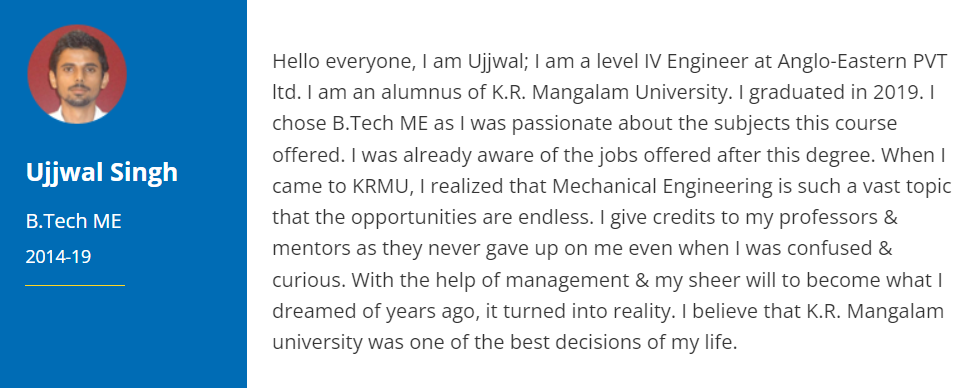 Ujjwal Singh
B.Tech ME
2014-19
Hello everyone, I am Ujjwal; I am a level IV Engineer at Anglo-Eastern PVT
ltd. I am an alumnus of K.R. Mangalam University. I graduated in 2019. I
chose B.Tech ME as I was passionate about the subjects this course
offered. I was already aware of the jobs offered after this degree. When I
came to KRMU, I realized that Mechanical Engineering is such a vast topic
that the opportunities are endless. I give credits to my professors &
mentors as they never gave up on me even when I was confused &
curious. With the help of management & my sheer will to become what I
dreamed of years ago, it turned into reality. I believe that K.R. Mangalam
university was one of the best decisions of my life.